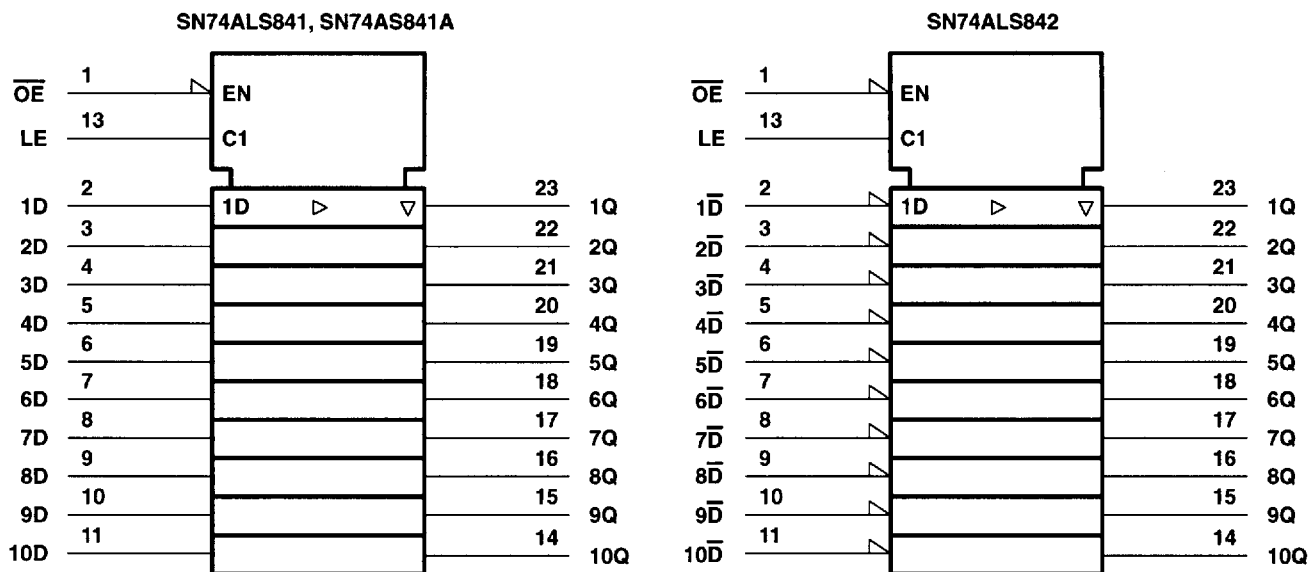 SN74ALS841, SN74AS841A
O̅E̅ 1 EN
LE 13 C1
1D 2 1D 23 1Q
2D 3 22 2Q
3D 4 21 3Q
4D 5 20 4Q
5D 6 19 5Q
6D 7 18 6Q
7D 8 17 7Q
8D 9 16 8Q
9D 10 15 9Q
10D 11 14 10Q
SN74ALS842
O̅E̅ 1 EN
LE 13 C1
1D̅ 2 1D 23 1Q
2D̅ 3 22 2Q
3D̅ 4 21 3Q
4D̅ 5 20 4Q
5D̅ 6 19 5Q
6D̅ 7 18 6Q
7D̅ 8 17 7Q
8D̅ 9 16 8Q
9D̅ 10 15 9Q
10D̅ 11 14 10Q